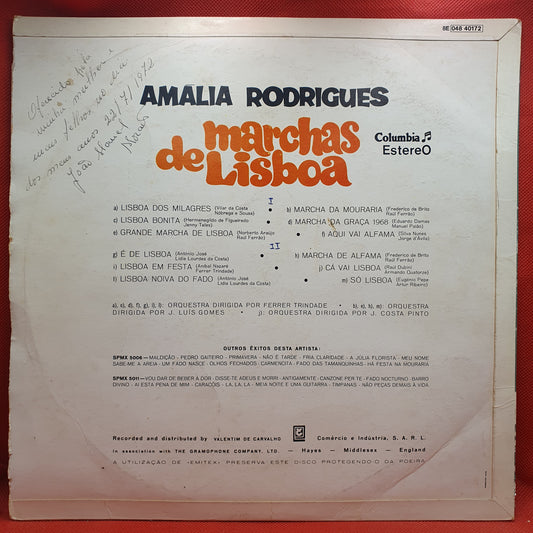 8E 048 40172
Oferecido pela
minha mulher e
meus filhos no dia
dos meus anos 22/7/1972
João Manuel
AMALIA RODRIGUES
marchas
de Lisboa
Columbia
EstereO
I
a) LISBOA DOS MILAGRES (Vilar da Costa Nóbrega e Sousa) • b) MARCHA DA MOURARIA (Frederico de Brito Raúl Ferrão)
c) LISBOA BONITA (Hermenegildo de Figueiredo Jenny Telles) • d) MARCHA DA GRAÇA 1968 (Eduardo Damas Manuel Paião)
e) GRANDE MARCHA DE LISBOA (Norberto Araújo Raúl Ferrão) • f) AQUI VAI ALFAMA (Silva Nunes Jorge d'Ávila)
II
g) É DE LISBOA (António José Lídia Lourdes da Costa) • h) MARCHA DE ALFAMA (Frederico de Brito Raúl Ferrão)
i) LISBOA EM FESTA (Aníbal Nazaré Ferrer Trindade) • j) CÁ VAI LISBOA (Raúl Dubini Armando Quatorze)
l) LISBOA NOIVA DO FADO (António José Lídia Lourdes da Costa) • m) SÓ LISBOA (Eugénio Pepe Artur Ribeiro)
a), c), d), f), g), i), l): ORQUESTRA DIRIGIDA POR FERRER TRINDADE • b), e), h), m): ORQUESTRA
DIRIGIDA POR J. LUÍS GOMES • j): ORQUESTRA DIRIGIDA POR J. COSTA PINTO
OUTROS ÊXITOS DESTA ARTISTA:
SPMX 5006 — MALDIÇÃO - PEDRO GAITEIRO - PRIMAVERA - NÃO É TARDE - FRIA CLARIDADE - A JÚLIA FLORISTA - MEU NOME
SABE-ME A AREIA - UM FADO NASCE - OLHOS FECHADOS - CARMENCITA - FADO DAS TAMANQUINHAS - HÁ FESTA NA MOURARIA
SPMX 5011 — VOU DAR DE BEBER À DOR - DISSE-TE ADEUS E MORRI - ANTIGAMENTE - CANZONE PER TE - FADO NOCTURNO - BARRO
DIVINO - AI ESTA PENA DE MIM - CARACÓIS - LA, LA, LA - MEIA NOITE E UMA GUITARRA - TIMPANAS - NÃO PEÇAS DEMAIS À VIDA
Recorded and distributed by VALENTIM DE CARVALHO Comércio e Indústria, S. A. R. L.
In association with THE GRAMOPHONE COMPANY. LTD. — Hayes — Middlesex — England
A UTILIZAÇÃO DE «EMITEX» PRESERVA ESTE DISCO PROTEGENDO-O DA POEIRA